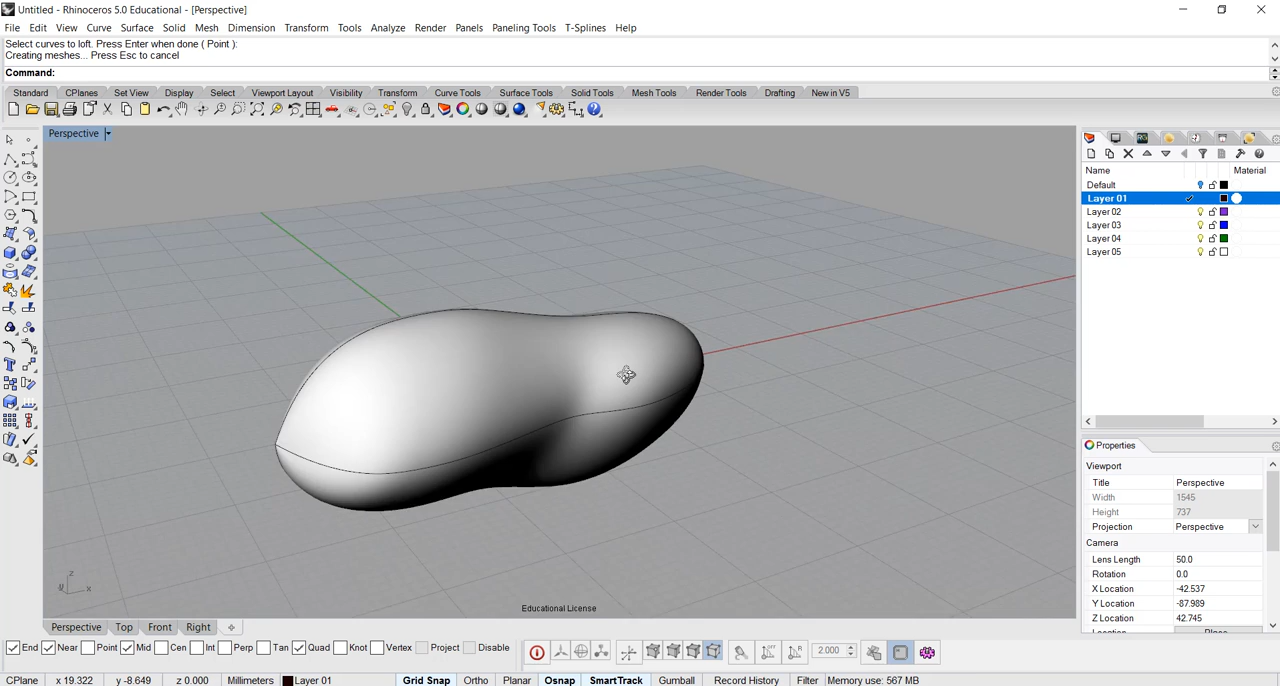 Untitled - Rhinoceros 5.0 Educational - [Perspective]
File Edit View Curve Surface Solid Mesh Dimension Transform Tools Analyze Render Panels Paneling Tools T-Splines Help
Select curves to loft. Press Enter when done ( Point ):
Creating meshes... Press Esc to cancel
Command:
Standard CPlanes Set View Display Select Viewport Layout Visibility Transform Curve Tools Surface Tools Solid Tools Mesh Tools Render Tools Drafting New in V5
Perspective
Name Material
Default
Layer 01
Layer 02
Layer 03
Layer 04
Layer 05
Properties
Viewport
Title Perspective
Width 1545
Height 737
Projection Perspective
Camera
Lens Length 50.0
Rotation 0.0
X Location -42.537
Y Location -87.989
Z Location 42.745
z
y x
Educational License
Perspective Top Front Right
End Near Point Mid Cen Int Perp Tan Quad Knot Vertex Project Disable 2.000
CPlane x 19.322 y -8.649 z 0.000 Millimeters Layer 01 Grid Snap Ortho Planar Osnap SmartTrack Gumball Record History Filter Memory use: 567 MB